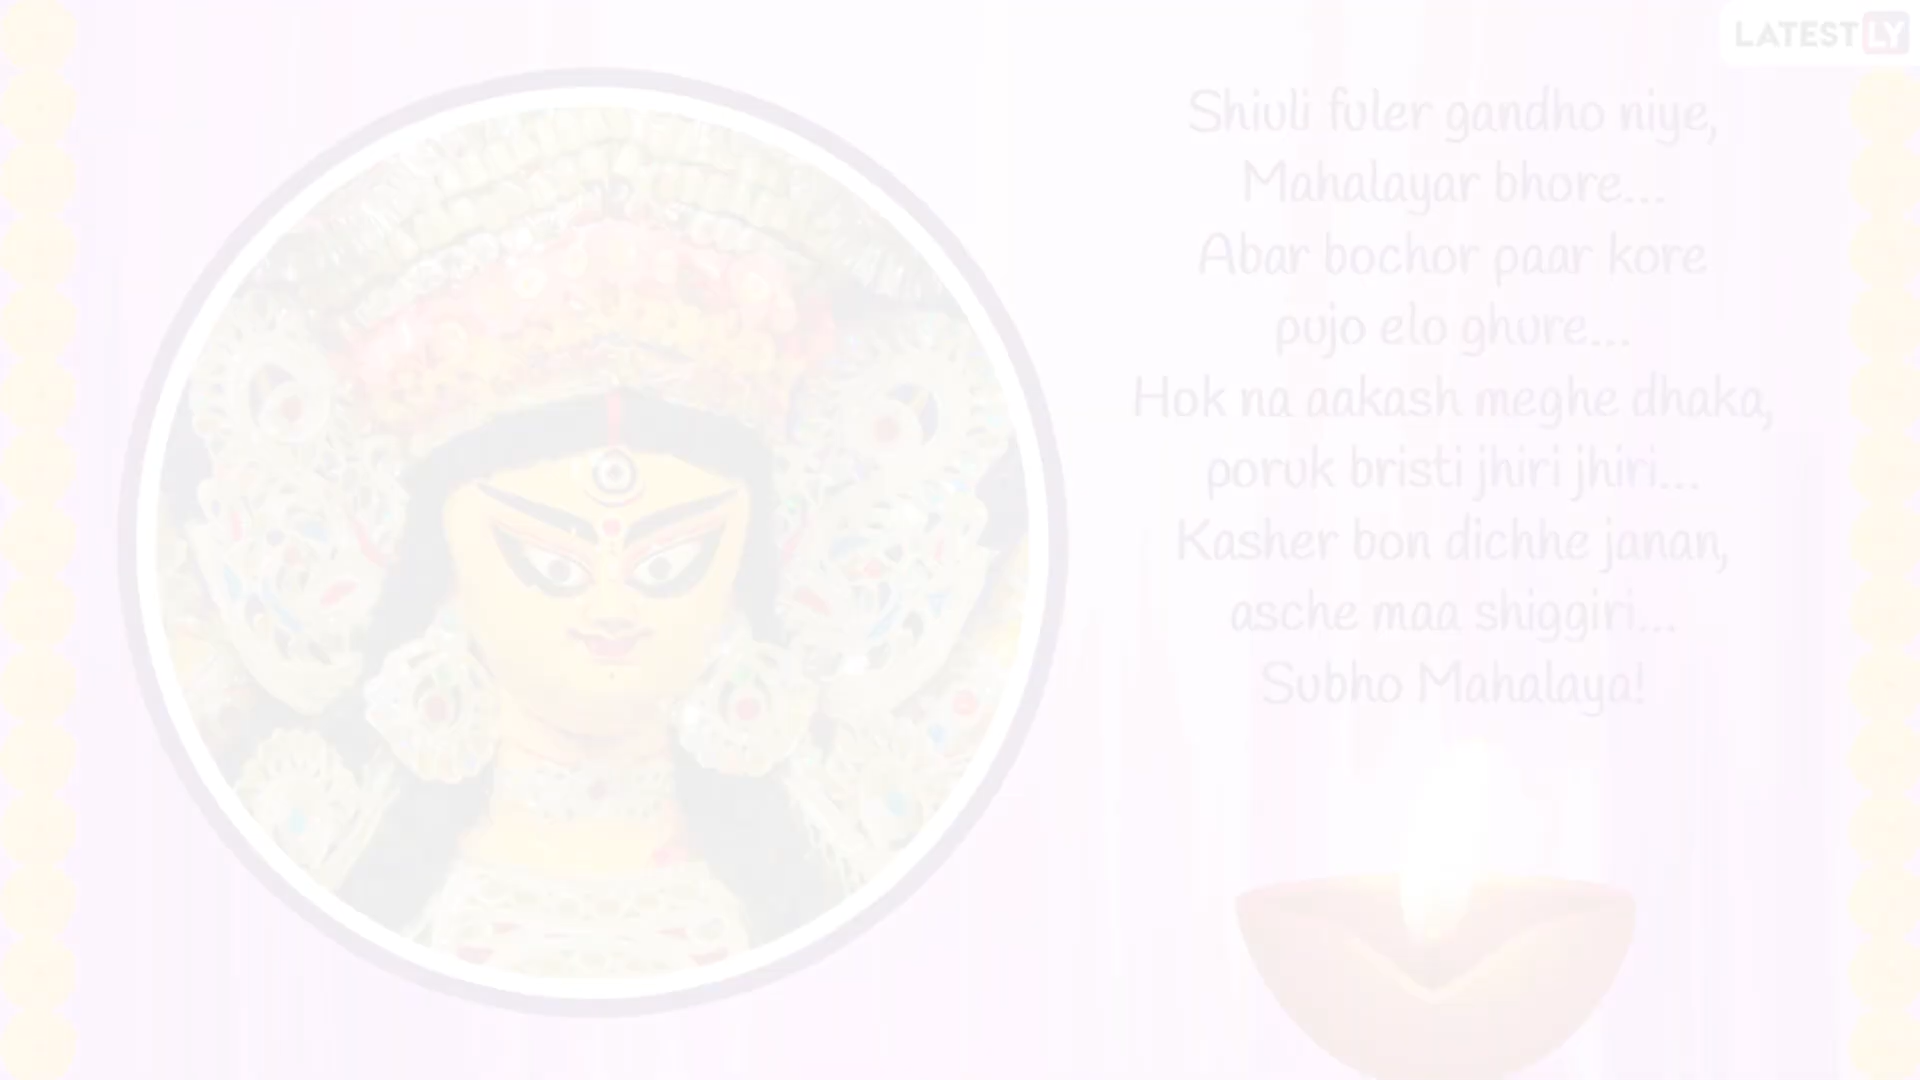 LATESTLY
Shiuli fuler gandho niye,
Mahalayar bhore...
Abar bochor paar kore
pujo elo ghure...
Hok na aakash meghe dhaka,
poruk bristi jhiri jhiri...
Kasher bon dichhe janan,
asche maa shiggiri...
Subho Mahalaya!